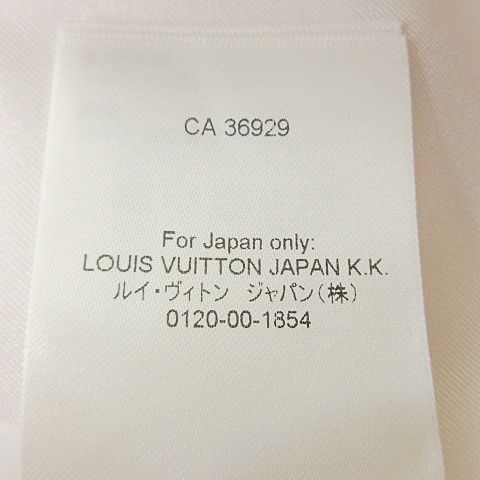 CA 36929
For Japan only:
LOUIS VUITTON JAPAN K.K.
ルイ・ヴィトン ジャパン(株)
0120-00-1854